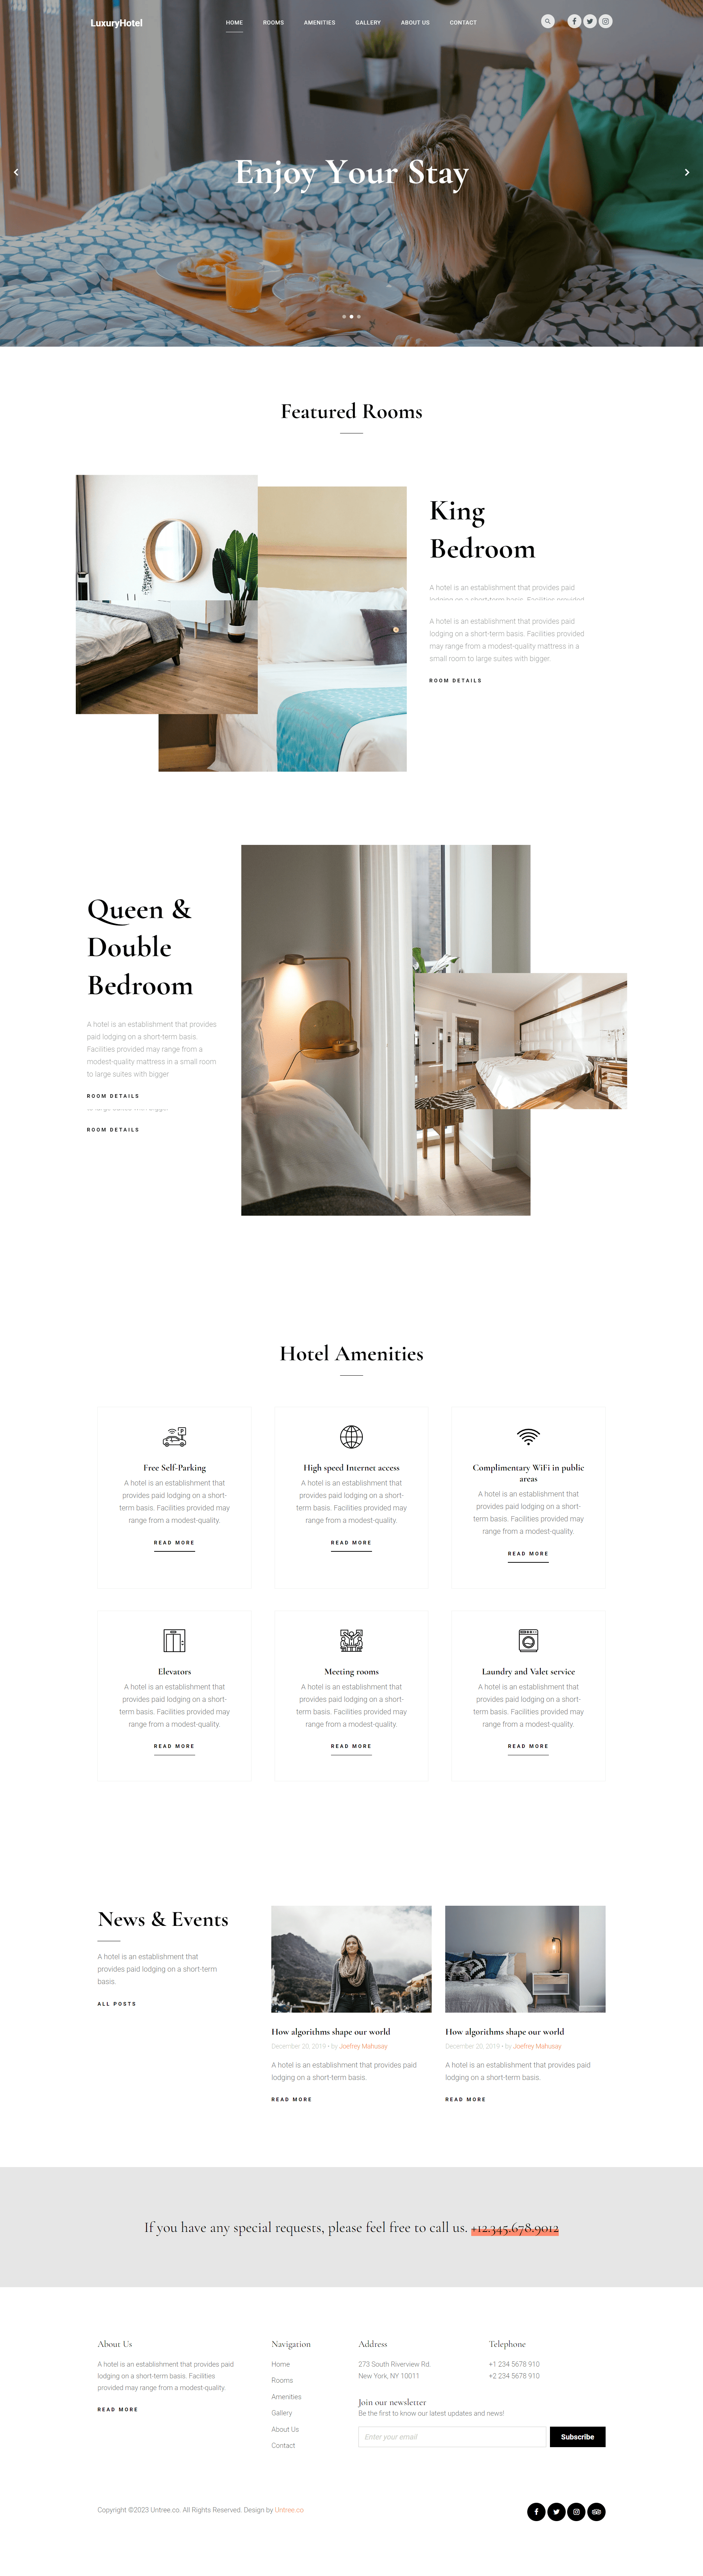 LuxuryHotel
HOME
ROOMS
AMENITIES
GALLERY
ABOUT US
CONTACT
Enjoy Your Stay
Featured Rooms
King
Bedroom
A hotel is an establishment that provides paid
lodging on a short-term basis. Facilities provided
A hotel is an establishment that provides paid
lodging on a short-term basis. Facilities provided
may range from a modest-quality mattress in a
small room to large suites with bigger.
ROOM DETAILS
Queen &
Double
Bedroom
A hotel is an establishment that provides
paid lodging on a short-term basis.
Facilities provided may range from a
modest-quality mattress in a small room
to large suites with bigger
ROOM DETAILS
to large suites with bigger
ROOM DETAILS
Hotel Amenities
Free Self-Parking
A hotel is an establishment that
provides paid lodging on a short-
term basis. Facilities provided may
range from a modest-quality.
READ MORE
High speed Internet access
A hotel is an establishment that
provides paid lodging on a short-
term basis. Facilities provided may
range from a modest-quality.
READ MORE
Complimentary WiFi in public
areas
A hotel is an establishment that
provides paid lodging on a short-
term basis. Facilities provided may
range from a modest-quality.
READ MORE
Elevators
A hotel is an establishment that
provides paid lodging on a short-
term basis. Facilities provided may
range from a modest-quality.
READ MORE
Meeting rooms
A hotel is an establishment that
provides paid lodging on a short-
term basis. Facilities provided may
range from a modest-quality.
READ MORE
Laundry and Valet service
A hotel is an establishment that
provides paid lodging on a short-
term basis. Facilities provided may
range from a modest-quality.
READ MORE
News & Events
A hotel is an establishment that
provides paid lodging on a short-term
basis.
ALL POSTS
How algorithms shape our world
December 20, 2019 • by Joefrey Mahusay
A hotel is an establishment that provides paid
lodging on a short-term basis.
READ MORE
How algorithms shape our world
December 20, 2019 • by Joefrey Mahusay
A hotel is an establishment that provides paid
lodging on a short-term basis.
READ MORE
If you have any special requests, please feel free to call us. +12.345.678.9012
About Us
A hotel is an establishment that provides paid
lodging on a short-term basis. Facilities
provided may range from a modest-quality.
READ MORE
Navigation
Home
Rooms
Amenities
Gallery
About Us
Contact
Address
273 South Riverview Rd.
New York, NY 10011
Telephone
+1 234 5678 910
+2 234 5678 910
Join our newsletter
Be the first to know our latest updates and news!
Enter your email
Subscribe
Copyright ©2023 Untree.co. All Rights Reserved. Design by Untree.co